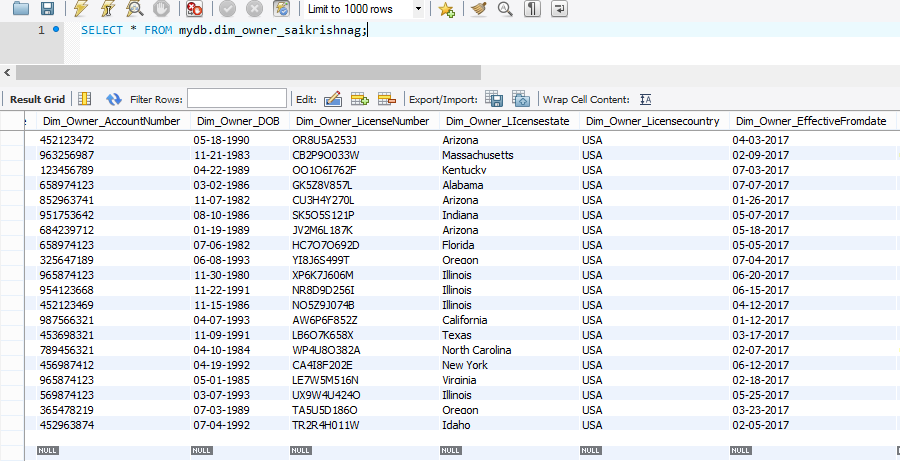 Limit to 1000 rows
1 SELECT * FROM mydb.dim_owner_saikrishnag;
Result Grid Filter Rows: Edit: Export/Import: Wrap Cell Content: IA
Dim_Owner_AccountNumber Dim_Owner_DOB Dim_Owner_LicenseNumber Dim_Owner_LIcensestate Dim_Owner_Licensecountry Dim_Owner_EffectiveFromdate
452123472 05-18-1990 OR8U5A253J Arizona USA 04-03-2017
963256987 11-21-1983 CB2P9O033W Massachusetts USA 02-09-2017
123456789 04-22-1989 OO1O6I762F Kentucky USA 07-03-2017
658974123 03-02-1986 GK5Z8V857L Alabama USA 07-07-2017
852963741 11-07-1982 CU3H4Y270L Arizona USA 01-26-2017
951753642 08-10-1986 SK5O5S121P Indiana USA 05-07-2017
684239712 01-19-1989 JV2M6L187K Arizona USA 05-18-2017
658974123 07-06-1982 HC7O7O692D Florida USA 05-05-2017
325647189 06-08-1993 YI8J6S499T Oregon USA 07-04-2017
965874123 11-30-1980 XP6K7J606M Illinois USA 06-20-2017
954123668 11-22-1991 NR8D9D256I Illinois USA 06-15-2017
452123469 11-15-1986 NO5Z9J074B Illinois USA 04-12-2017
987566321 04-07-1993 AW6P6F852Z California USA 01-12-2017
453698321 11-09-1991 LB6O7K658X Texas USA 03-17-2017
789456321 04-10-1984 WP4U8O382A North Carolina USA 02-07-2017
456987412 04-19-1992 CA4I8F202E New York USA 06-12-2017
965874123 05-01-1985 LE7W5M516N Virginia USA 02-18-2017
569874123 03-07-1993 UX9W4U424O Illinois USA 05-25-2017
365478219 07-03-1989 TA5U5D186O Oregon USA 03-23-2017
452963874 07-04-1992 TR2R4H011W Idaho USA 02-05-2017
NULL NULL NULL NULL NULL NULL